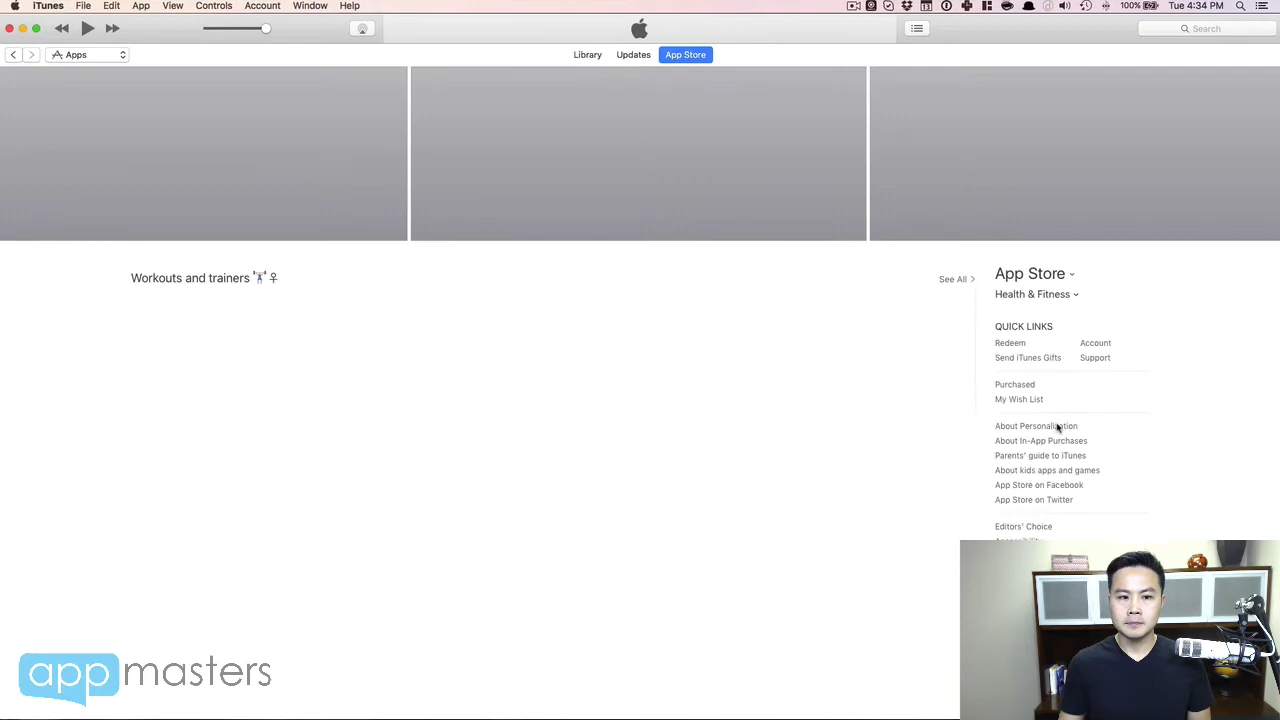 iTunes File Edit App View Controls Account Window Help
100% Tue 4:34 PM
Search
Apps
Library Updates App Store
Workouts and trainers
See All
App Store
Health & Fitness
QUICK LINKS
Redeem Account
Send iTunes Gifts Support
Purchased
My Wish List
About Personalization
About In-App Purchases
Parents' guide to iTunes
About kids apps and games
App Store on Facebook
App Store on Twitter
Editors' Choice
appmasters